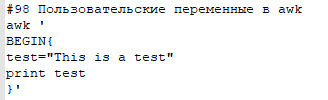 #98 Пользовательские переменные в awk
awk '
BEGIN{
test="This is a test"
print test
}'